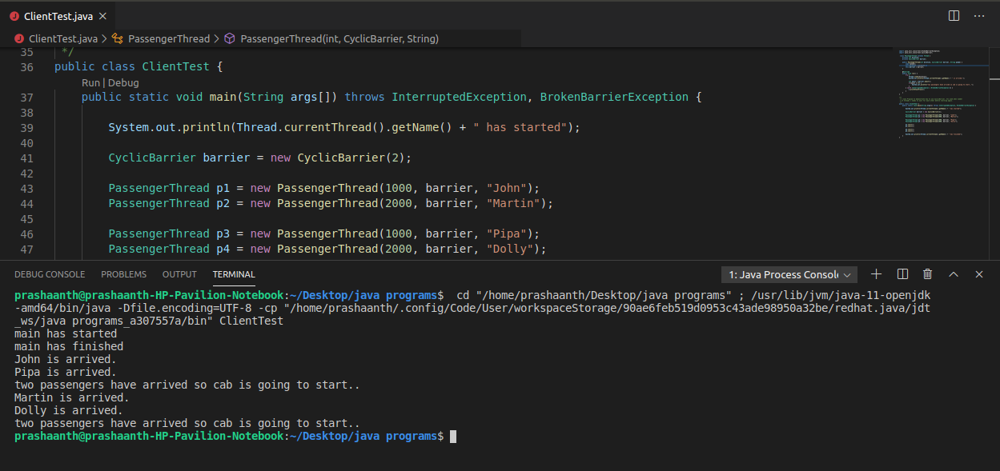 ClientTest.java
ClientTest.java > PassengerThread > PassengerThread(int, CyclicBarrier, String)
35 */
36 public class ClientTest {
Run | Debug
37 public static void main(String args[]) throws InterruptedException, BrokenBarrierException {
38
39 System.out.println(Thread.currentThread().getName() + " has started");
40
41 CyclicBarrier barrier = new CyclicBarrier(2);
42
43 PassengerThread p1 = new PassengerThread(1000, barrier, "John");
44 PassengerThread p2 = new PassengerThread(2000, barrier, "Martin");
45
46 PassengerThread p3 = new PassengerThread(1000, barrier, "Pipa");
47 PassengerThread p4 = new PassengerThread(2000, barrier, "Dolly");
DEBUG CONSOLE PROBLEMS OUTPUT TERMINAL 1: Java Process Console
prashaanth@prashaanth-HP-Pavilion-Notebook:~/Desktop/java programs$ cd "/home/prashaanth/Desktop/java programs" ; /usr/lib/jvm/java-11-openjdk
-amd64/bin/java -Dfile.encoding=UTF-8 -cp "/home/prashaanth/.config/Code/User/workspaceStorage/90ae6feb519d0953c43ade98950a32be/redhat.java/jdt
_ws/java programs_a307557a/bin" ClientTest
main has started
main has finished
John is arrived.
Pipa is arrived.
two passengers have arrived so cab is going to start..
Martin is arrived.
Dolly is arrived.
two passengers have arrived so cab is going to start..
prashaanth@prashaanth-HP-Pavilion-Notebook:~/Desktop/java programs$